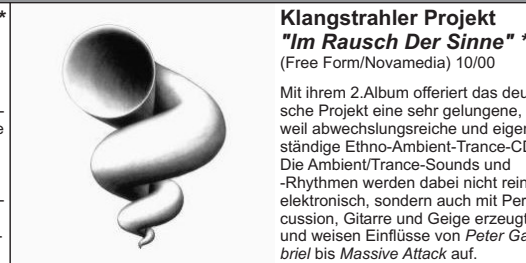 *
-
e
-
-
Klangstrahler Projekt
"Im Rausch Der Sinne" *
(Free Form/Novamedia) 10/00
Mit ihrem 2.Album offeriert das deut-
sche Projekt eine sehr gelungene,
weil abwechslungsreiche und eigen-
ständige Ethno-Ambient-Trance-CD
Die Ambient/Trance-Sounds und
-Rhythmen werden dabei nicht rein
elektronisch, sondern auch mit Per-
cussion, Gitarre und Geige erzeugt
und weisen Einflüsse von Peter Ga-
briel bis Massive Attack auf.